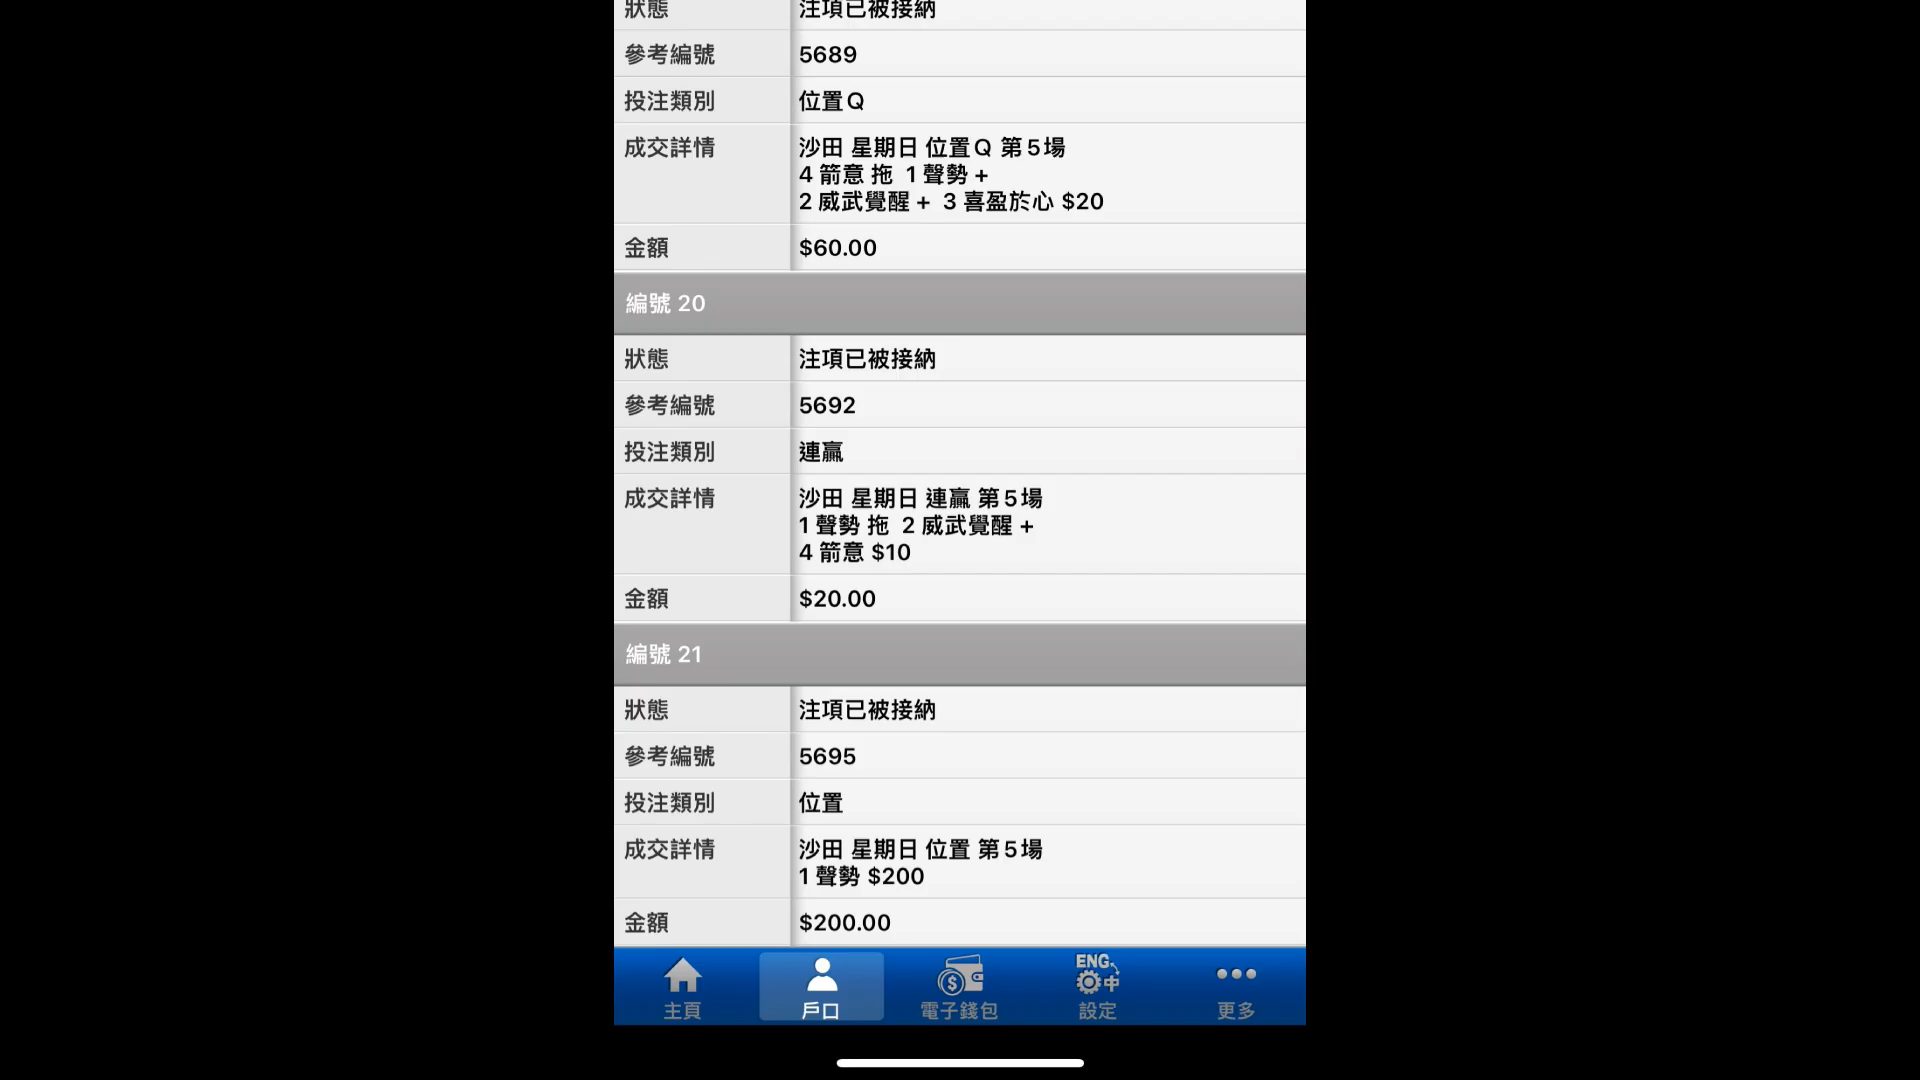 狀態 注項已被接納
參考編號 5689
投注類別 位置Q
成交詳情 沙田 星期日 位置Q 第5場
4 箭意 拖 1 聲勢 +
2 威武覺醒 + 3 喜盈於心 $20
金額 $60.00
編號 20
狀態 注項已被接納
參考編號 5692
投注類別 連贏
成交詳情 沙田 星期日 連贏 第5場
1 聲勢 拖 2 威武覺醒 +
4 箭意 $10
金額 $20.00
編號 21
狀態 注項已被接納
參考編號 5695
投注類別 位置
成交詳情 沙田 星期日 位置 第5場
1 聲勢 $200
金額 $200.00
ENG 中
主頁 戶口 電子錢包 設定 更多